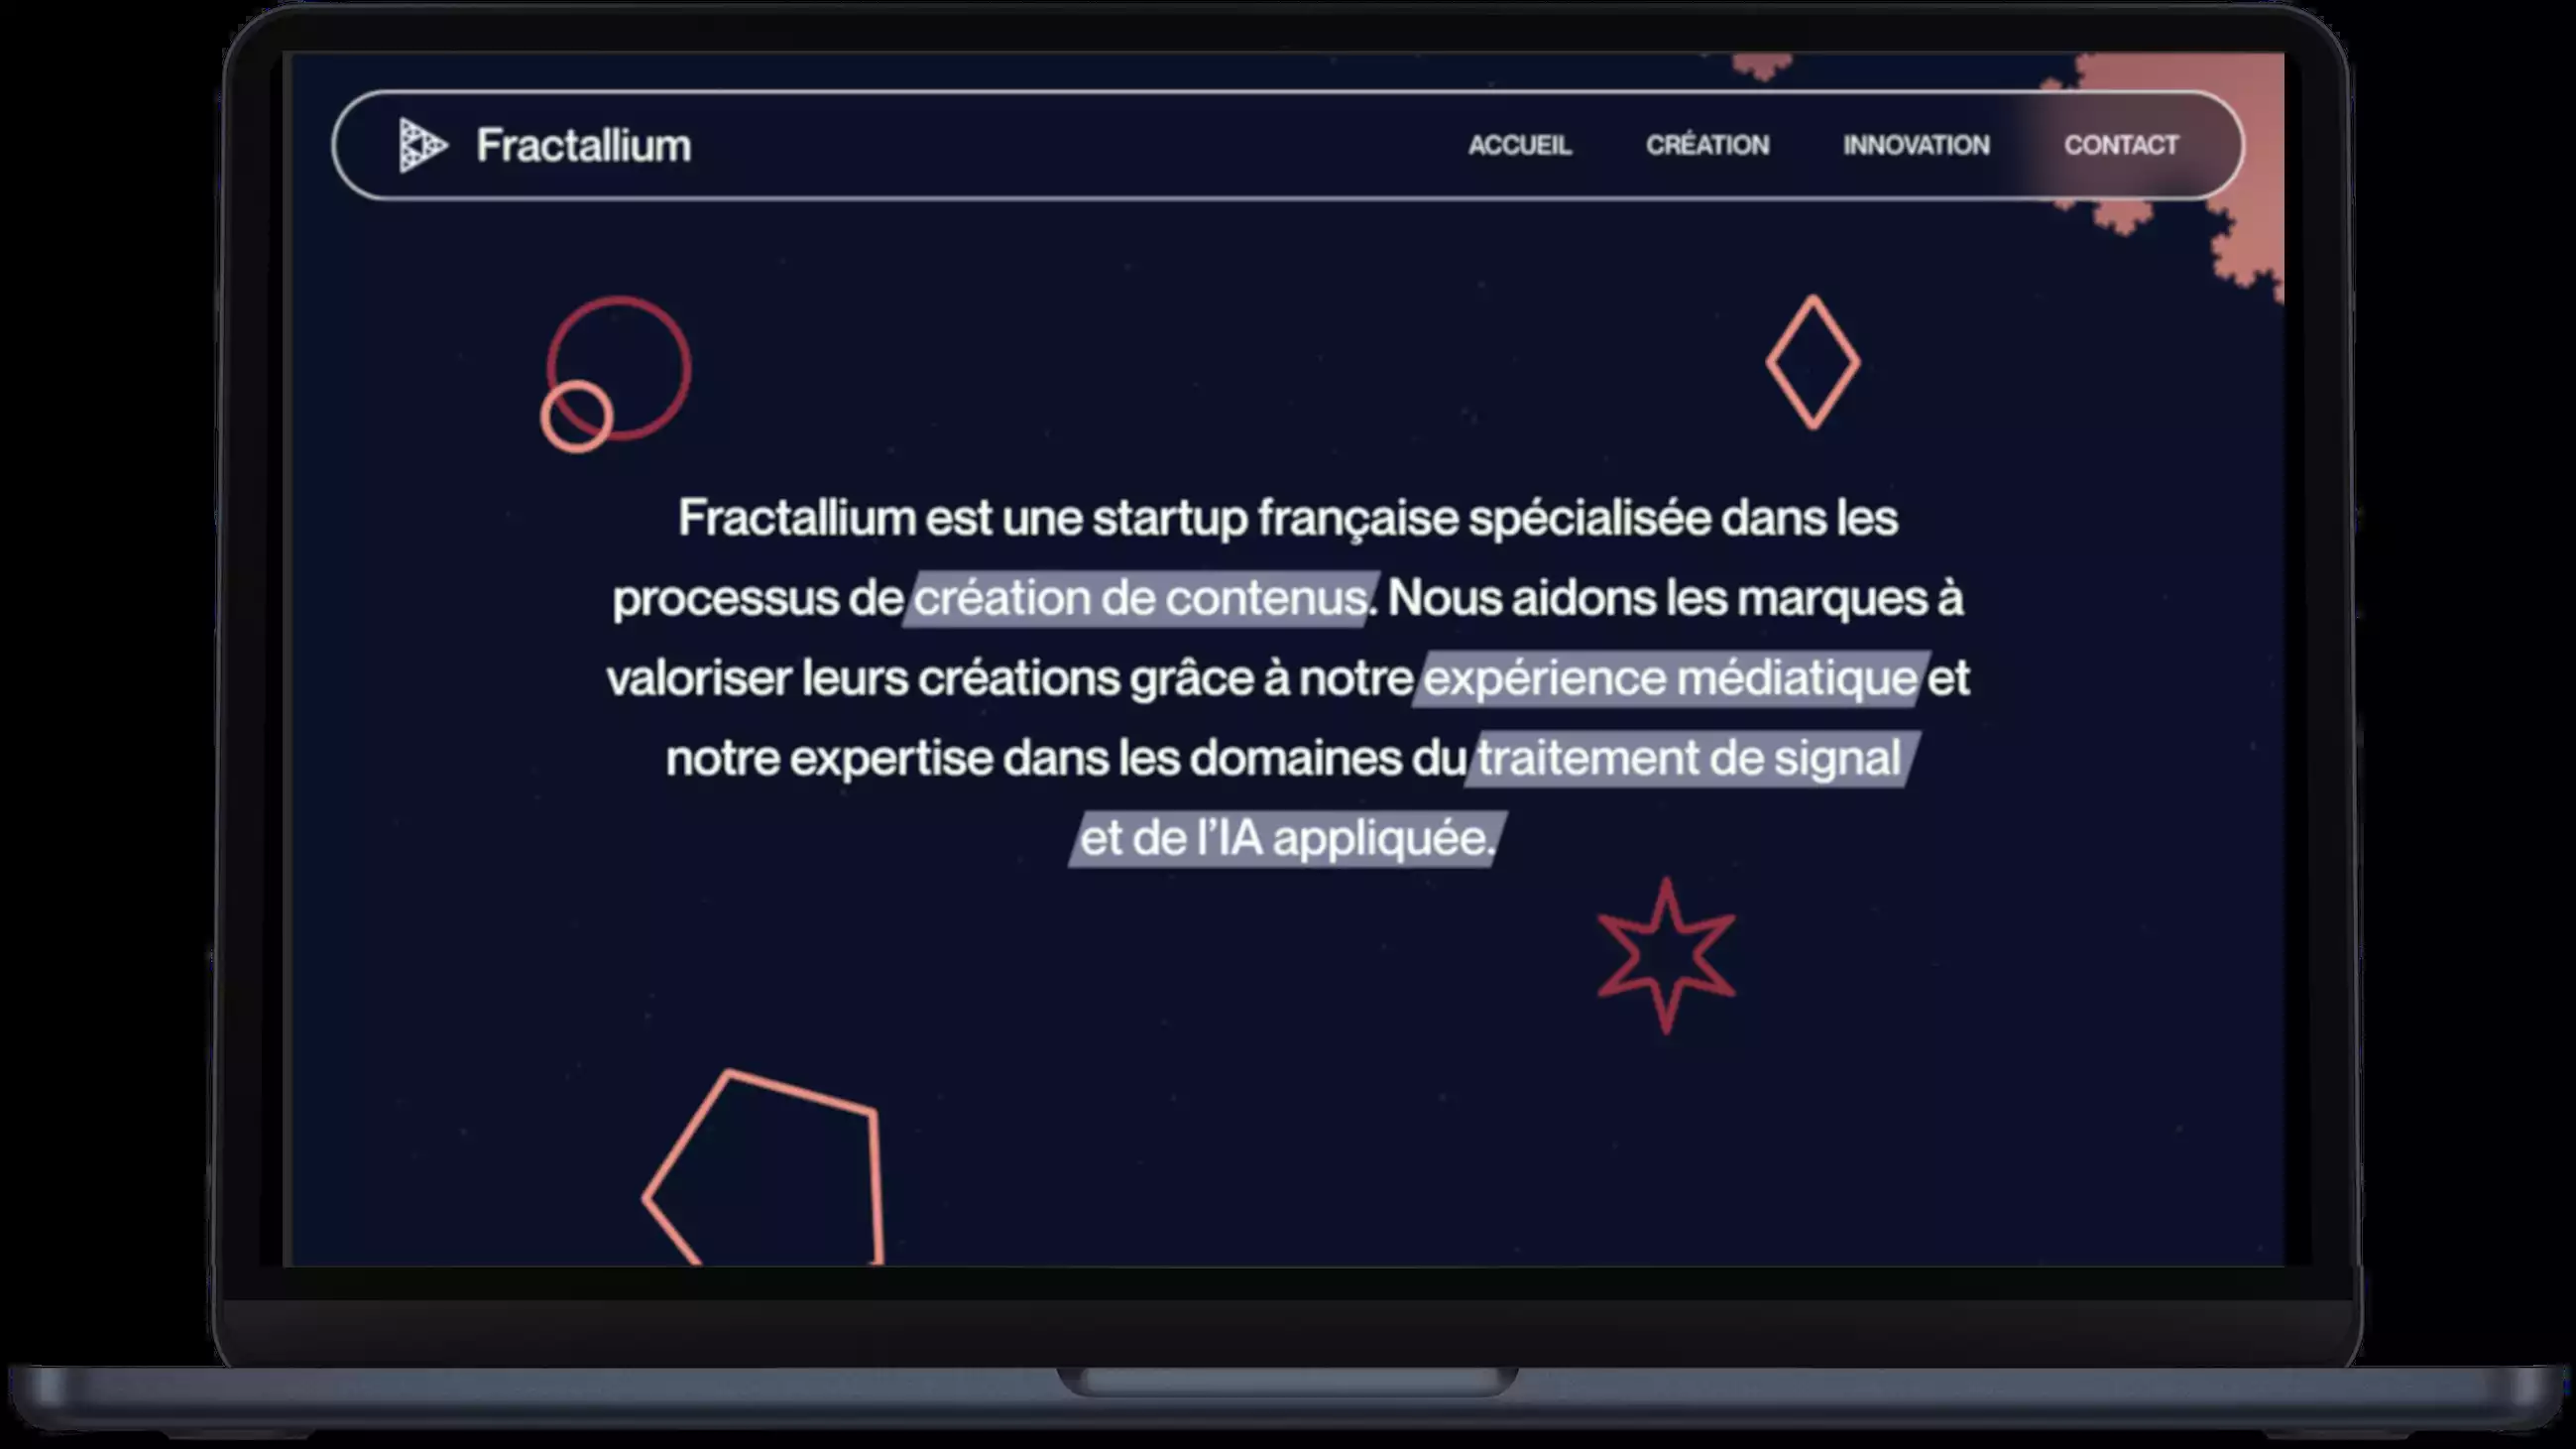 Fractallium
ACCUEIL CRÉATION INNOVATION CONTACT
Fractallium est une startup française spécialisée dans les
processus de création de contenus. Nous aidons les marques à
valoriser leurs créations grâce à notre expérience médiatique et
notre expertise dans les domaines du traitement de signal
et de l’IA appliquée.